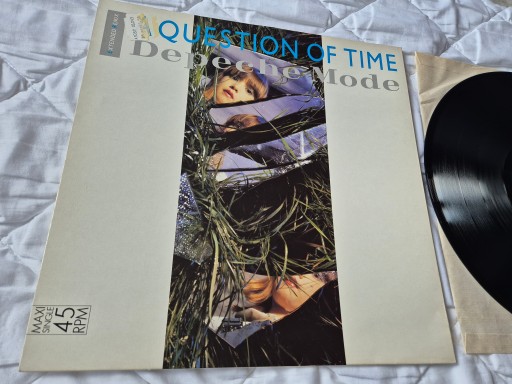 QUESTION OF TIME
Depeche Mode
MAXI
SINGLE
45
RPM